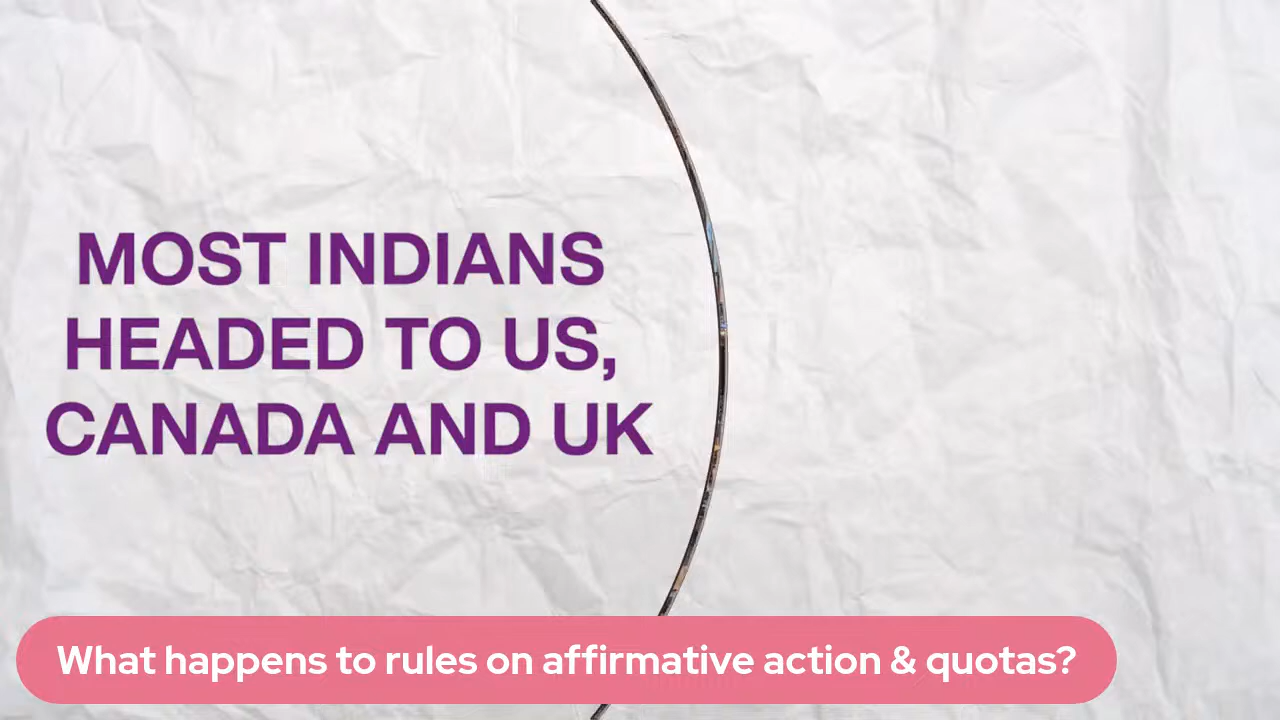 MOST INDIANS
HEADED TO US,
CANADA AND UK
What happens to rules on affirmative action & quotas?